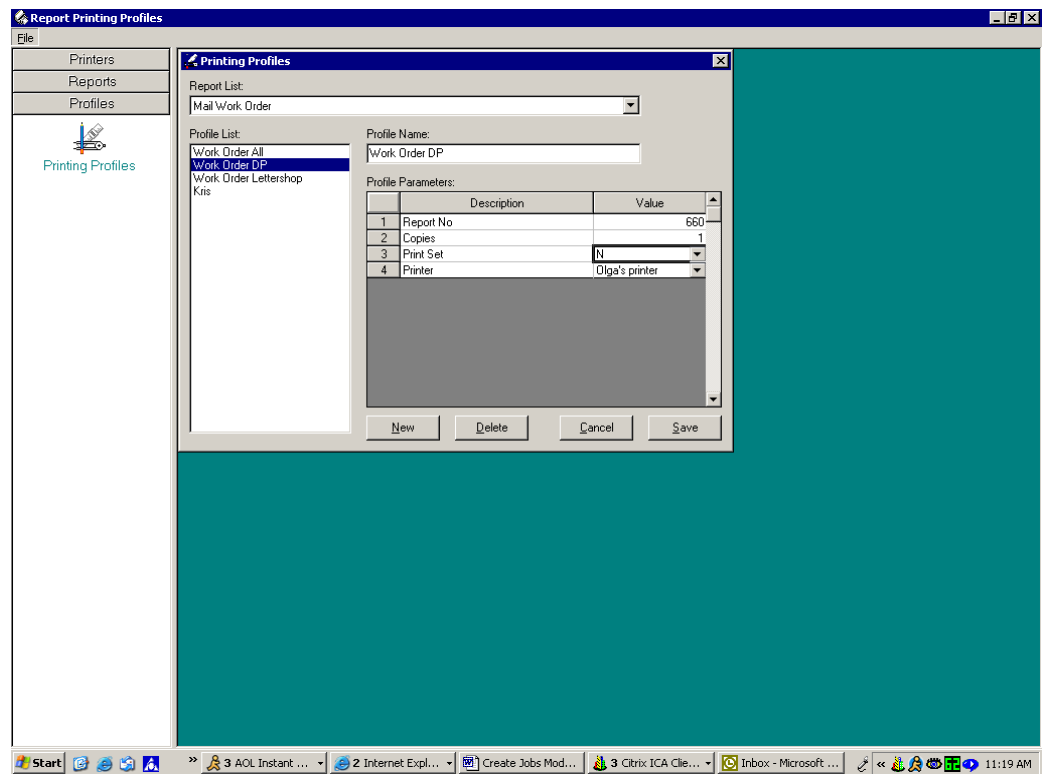 Report Printing Profiles
File
Printers
Reports
Profiles
Printing Profiles
Printing Profiles
Report List:
Mail Work Order
Profile List:
Work Order All
Work Order DP
Work Order Lettershop
Kris
Profile Name:
Work Order DP
Profile Parameters:
Description Value
1 Report No 660
2 Copies 1
3 Print Set N
4 Printer Olga's printer
New Delete Cancel Save
Start » 3 AOL Instant ... 2 Internet Expl... Create Jobs Mod... 3 Citrix ICA Clie... Inbox - Microsoft ... « 11:19 AM